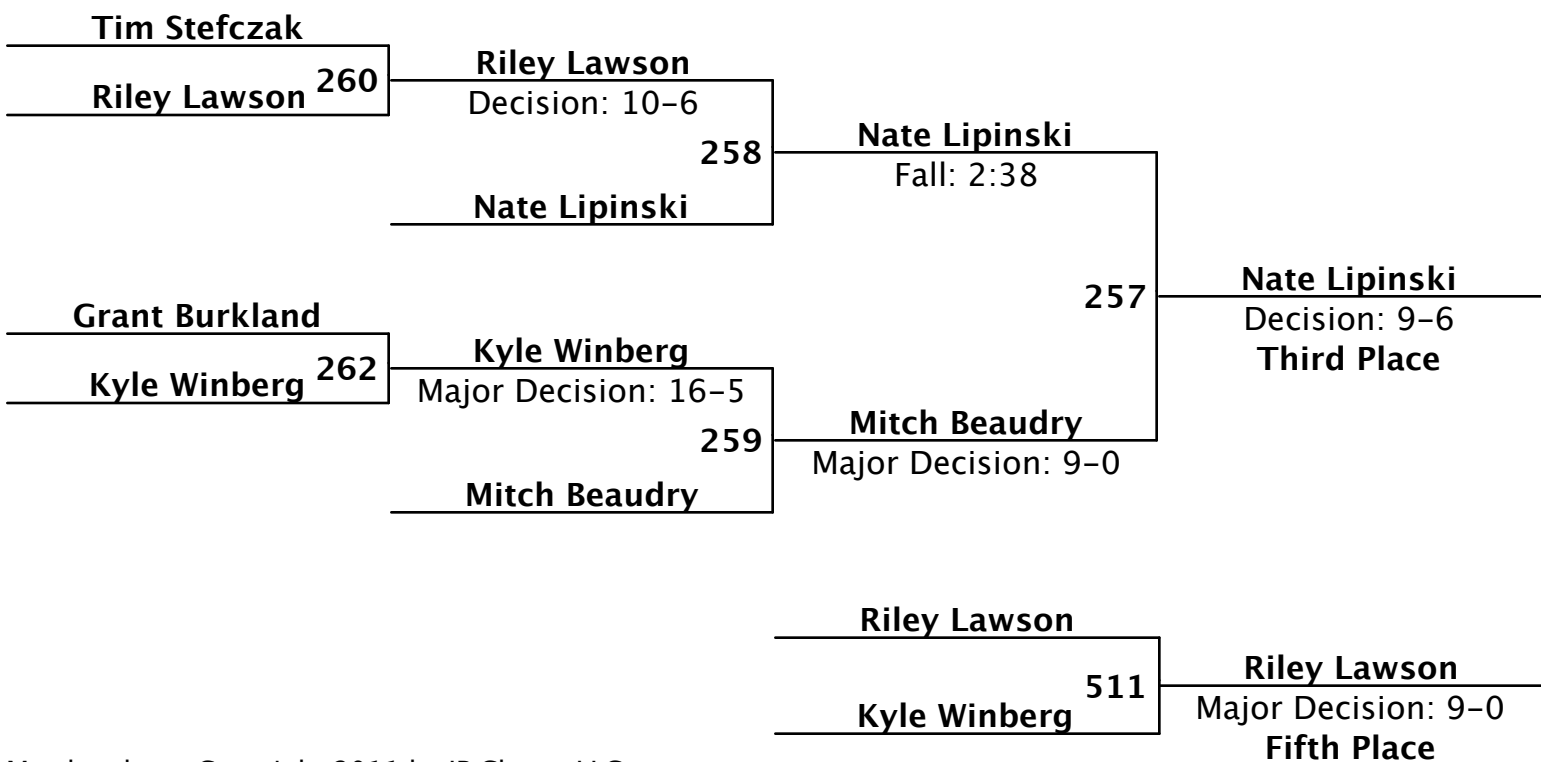 Tim Stefczak
260
Riley Lawson
Riley Lawson
Decision: 10-6
258
Nate Lipinski
Nate Lipinski
Fall: 2:38
Grant Burkland
262
Kyle Winberg
Kyle Winberg
Major Decision: 16-5
259
Mitch Beaudry
Mitch Beaudry
Major Decision: 9-0
257
Nate Lipinski
Decision: 9-6
Third Place
Riley Lawson
511
Kyle Winberg
Riley Lawson
Major Decision: 9-0
Fifth Place